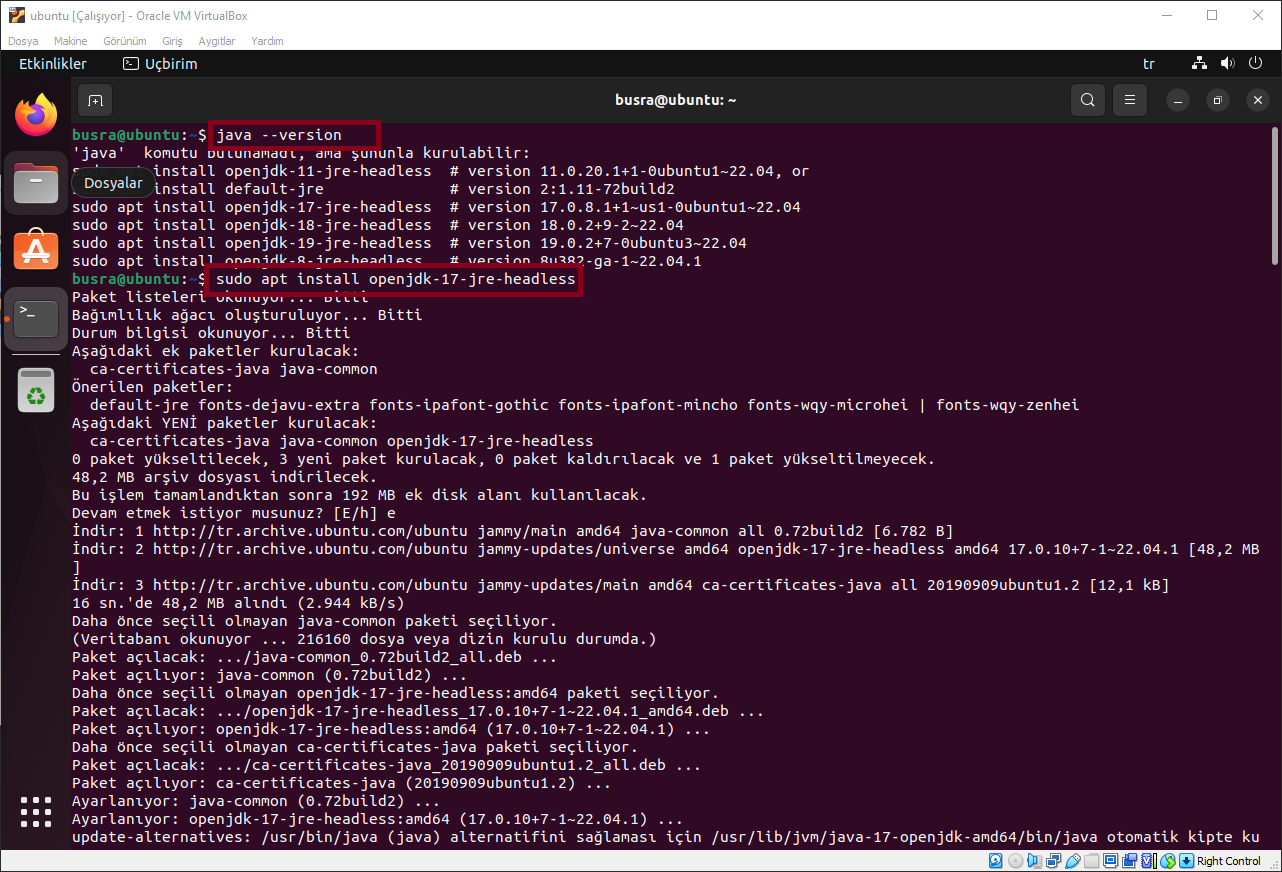 ubuntu [Çalışıyor] - Oracle VM VirtualBox
Dosya Makine Görünüm Giriş Aygıtlar Yardım
Etkinlikler Uçbirim tr
busra@ubuntu: ~
busra@ubuntu:~$ java --version
'java' komutu bulunamadı, ama şununla kurulabilir:
apt install openjdk-11-jre-headless # version 11.0.20.1+1-0ubuntu1~22.04, or
Dosyalar
install default-jre # version 2:1.11-72build2
sudo apt install openjdk-17-jre-headless # version 17.0.8.1+1~us1-0ubuntu1~22.04
sudo apt install openjdk-18-jre-headless # version 18.0.2+9-2~22.04
sudo apt install openjdk-19-jre-headless # version 19.0.2+7-0ubuntu3~22.04
sudo apt install openjdk-8-jre-headless # version 8u382-ga-1~22.04.1
busra@ubuntu:~$ sudo apt install openjdk-17-jre-headless
Paket listeleri okunuyor... Bitti
Bağımlılık ağacı oluşturuluyor... Bitti
Durum bilgisi okunuyor... Bitti
Aşağıdaki ek paketler kurulacak:
ca-certificates-java java-common
Önerilen paketler:
default-jre fonts-dejavu-extra fonts-ipafont-gothic fonts-ipafont-mincho fonts-wqy-microhei | fonts-wqy-zenhei
Aşağıdaki YENİ paketler kurulacak:
ca-certificates-java java-common openjdk-17-jre-headless
0 paket yükseltilecek, 3 yeni paket kurulacak, 0 paket kaldırılacak ve 1 paket yükseltilmeyecek.
48,2 MB arşiv dosyası indirilecek.
Bu işlem tamamlandıktan sonra 192 MB ek disk alanı kullanılacak.
Devam etmek istiyor musunuz? [E/h] e
İndir: 1 http://tr.archive.ubuntu.com/ubuntu jammy/main amd64 java-common all 0.72build2 [6.782 B]
İndir: 2 http://tr.archive.ubuntu.com/ubuntu jammy-updates/universe amd64 openjdk-17-jre-headless amd64 17.0.10+7-1~22.04.1 [48,2 MB
]
İndir: 3 http://tr.archive.ubuntu.com/ubuntu jammy-updates/main amd64 ca-certificates-java all 20190909ubuntu1.2 [12,1 kB]
16 sn.'de 48,2 MB alındı (2.944 kB/s)
Daha önce seçili olmayan java-common paketi seçiliyor.
(Veritabanı okunuyor ... 216160 dosya veya dizin kurulu durumda.)
Paket açılacak: .../java-common_0.72build2_all.deb ...
Paket açılıyor: java-common (0.72build2) ...
Daha önce seçili olmayan openjdk-17-jre-headless:amd64 paketi seçiliyor.
Paket açılacak: .../openjdk-17-jre-headless_17.0.10+7-1~22.04.1_amd64.deb ...
Paket açılıyor: openjdk-17-jre-headless:amd64 (17.0.10+7-1~22.04.1) ...
Daha önce seçili olmayan ca-certificates-java paketi seçiliyor.
Paket açılacak: .../ca-certificates-java_20190909ubuntu1.2_all.deb ...
Paket açılıyor: ca-certificates-java (20190909ubuntu1.2) ...
Ayarlanıyor: java-common (0.72build2) ...
Ayarlanıyor: openjdk-17-jre-headless:amd64 (17.0.10+7-1~22.04.1) ...
update-alternatives: /usr/bin/java (java) alternatifini sağlaması için /usr/lib/jvm/java-17-openjdk-amd64/bin/java otomatik kipte ku
Right Control